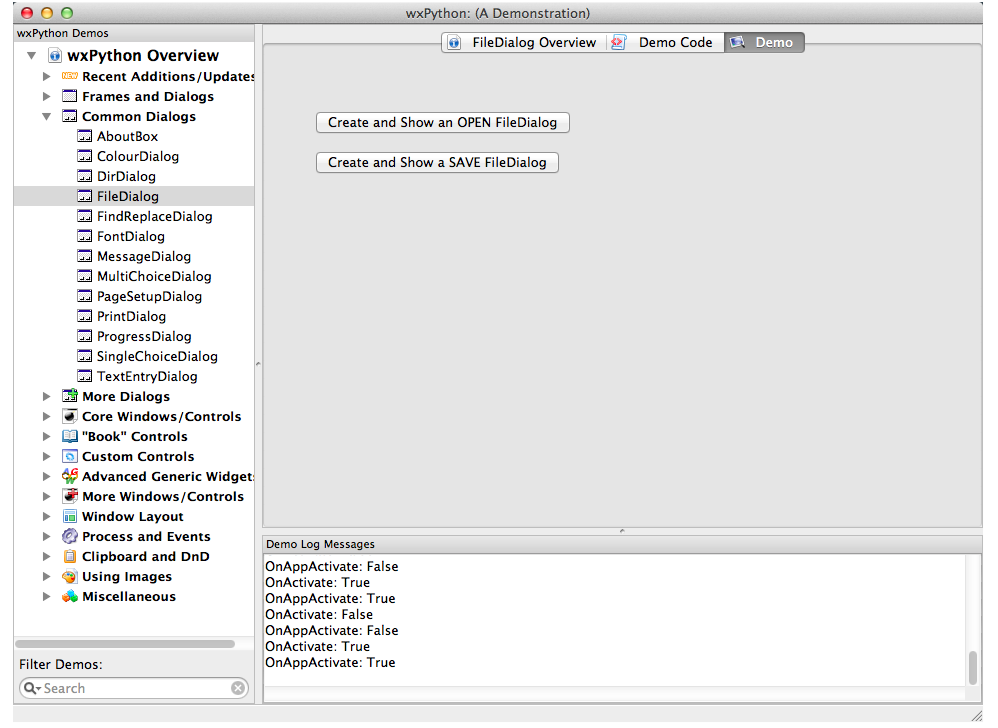 wxPython: (A Demonstration)
wxPython Demos
wxPython Overview
NEW Recent Additions/Updates
Frames and Dialogs
Common Dialogs
AboutBox
ColourDialog
DirDialog
FileDialog
FindReplaceDialog
FontDialog
MessageDialog
MultiChoiceDialog
PageSetupDialog
PrintDialog
ProgressDialog
SingleChoiceDialog
TextEntryDialog
More Dialogs
Core Windows/Controls
"Book" Controls
Custom Controls
Advanced Generic Widget
More Windows/Controls
Window Layout
Process and Events
Clipboard and DnD
Using Images
Miscellaneous
Filter Demos:
Search
FileDialog Overview
Demo Code
Demo
Create and Show an OPEN FileDialog
Create and Show a SAVE FileDialog
Demo Log Messages
OnAppActivate: False
OnActivate: True
OnAppActivate: True
OnActivate: False
OnAppActivate: False
OnActivate: True
OnAppActivate: True